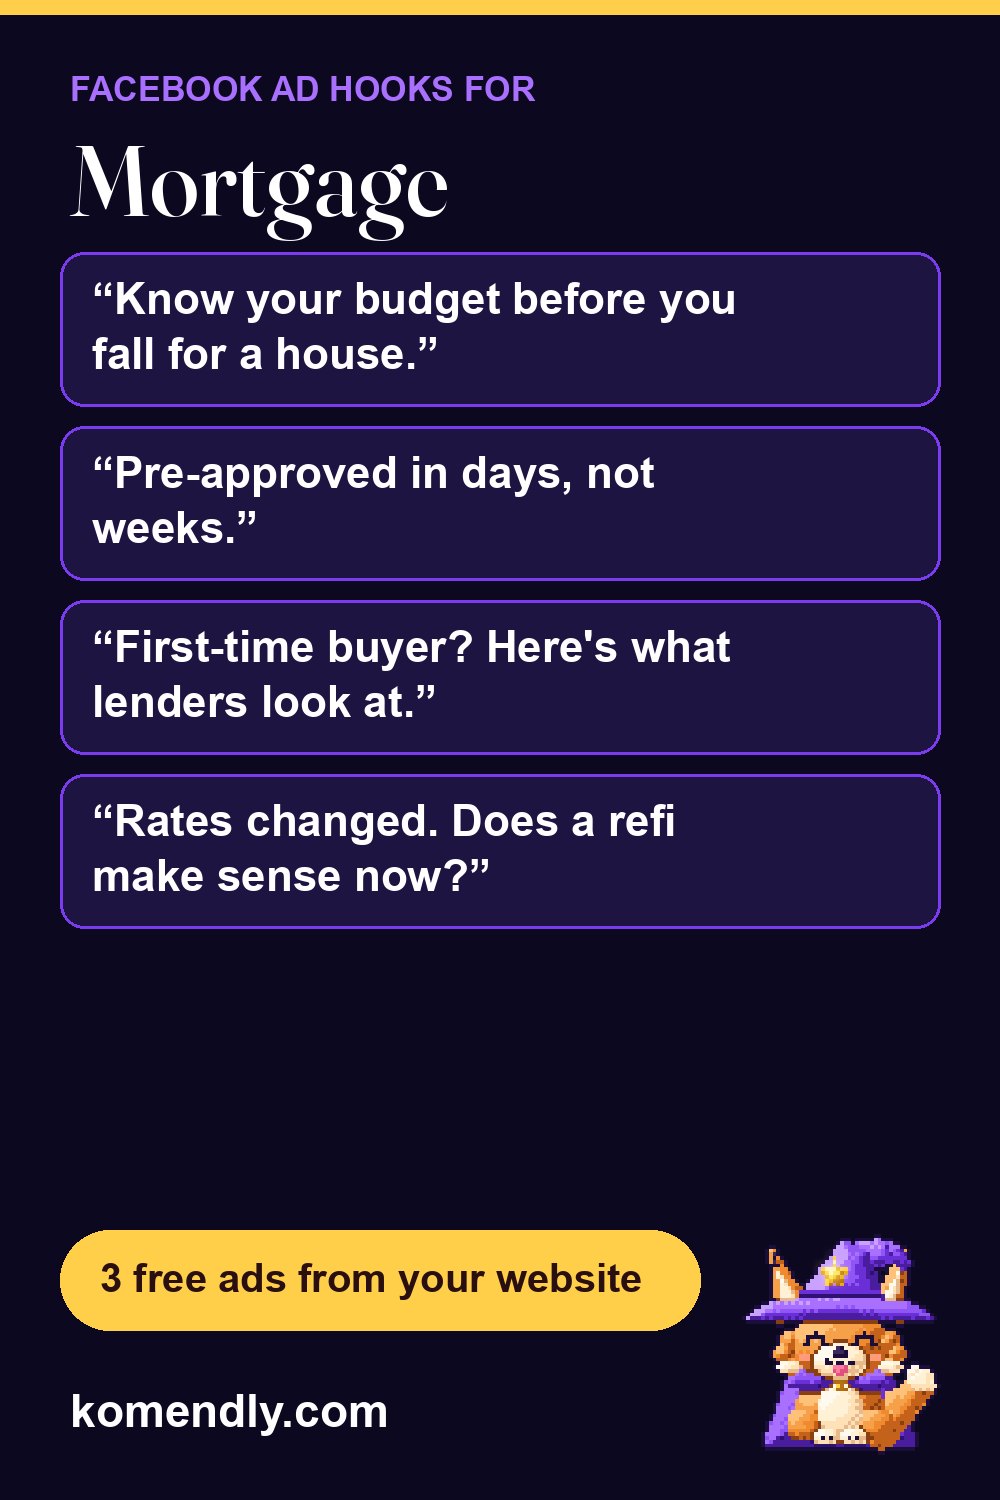 FACEBOOK AD HOOKS FOR
Mortgage
“Know your budget before you
fall for a house.”
“Pre-approved in days, not
weeks.”
“First-time buyer? Here's what
lenders look at.”
“Rates changed. Does a refi
make sense now?”
3 free ads from your website
komendly.com